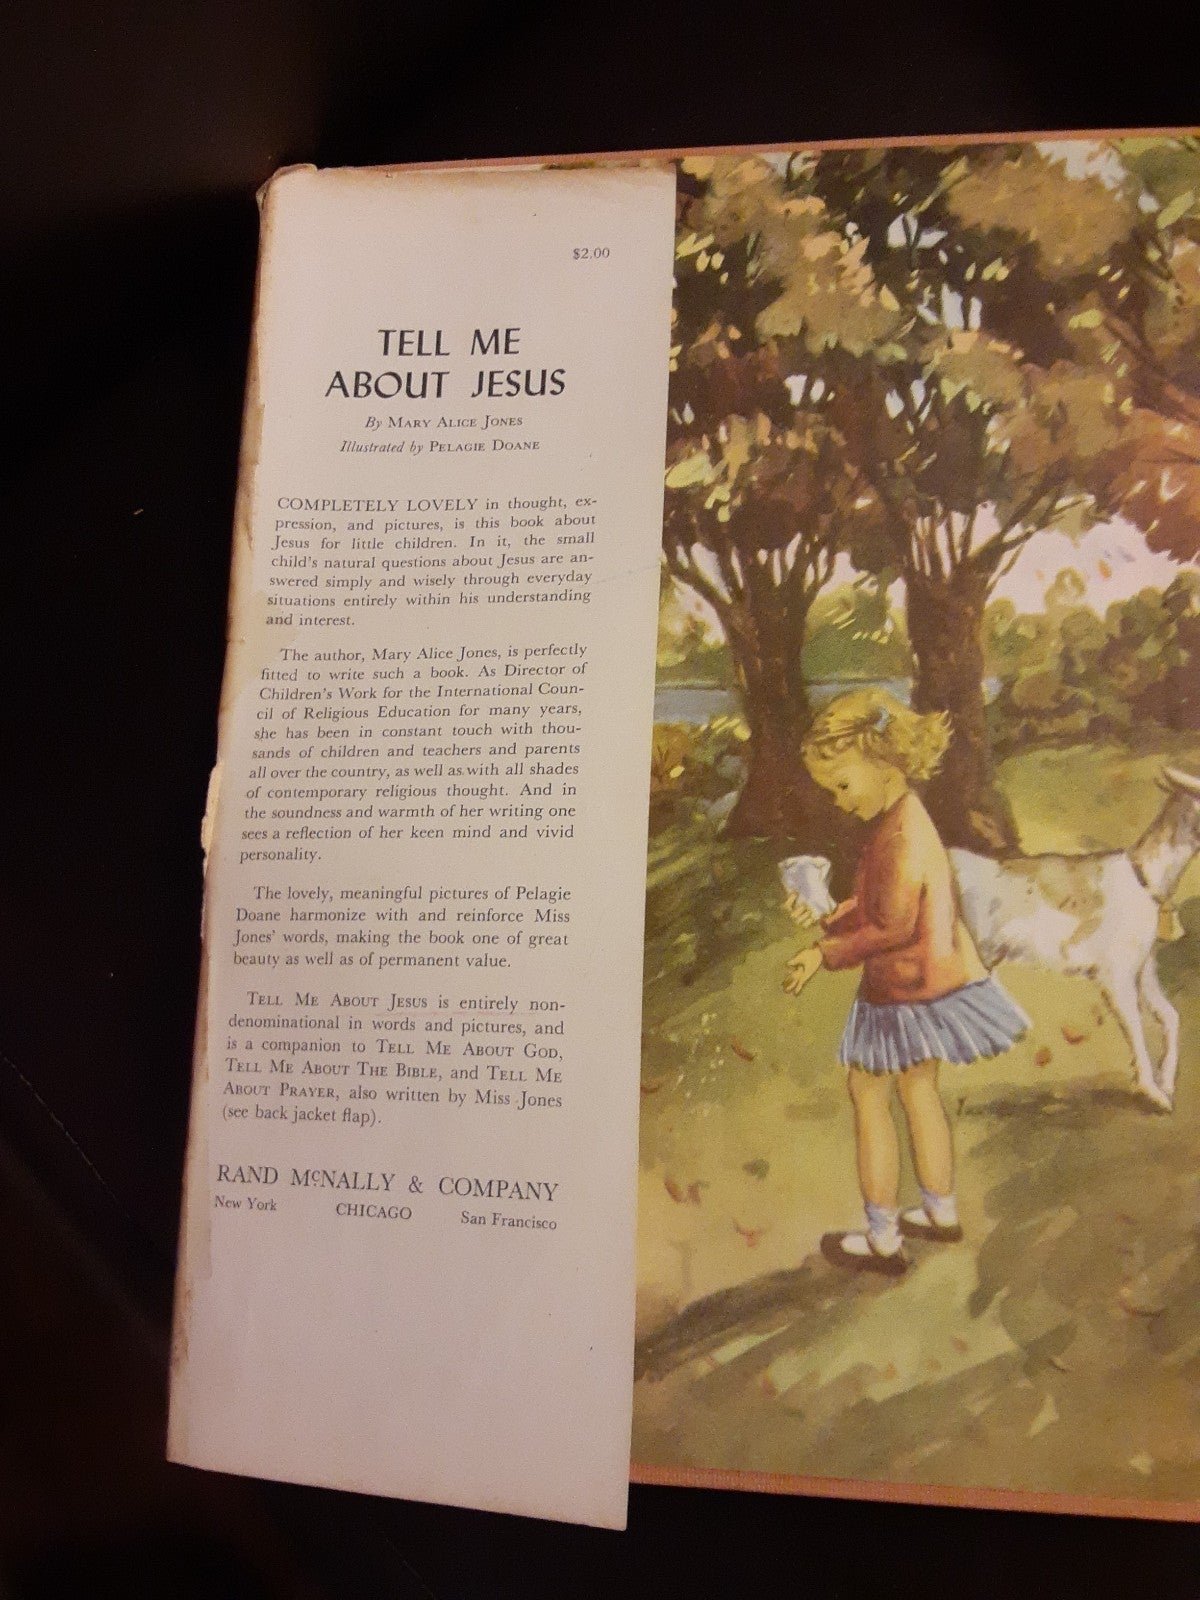 $2.00
TELL ME
ABOUT JESUS
By MARY ALICE JONES
Illustrated by PELAGIE DOANE
COMPLETELY LOVELY in thought, ex-
pression, and pictures, is this book about
Jesus for little children. In it, the small
child's natural questions about Jesus are an-
swered simply and wisely through everyday
situations entirely within his understanding
and interest.
The author, Mary Alice Jones, is perfectly
fitted to write such a book. As Director of
Children's Work for the International Coun-
cil of Religious Education for many years,
she has been in constant touch with thou-
sands of children and teachers and parents
all over the country, as well as with all shades
of contemporary religious thought. And in
the soundness and warmth of her writing one
sees a reflection of her keen mind and vivid
personality.
The lovely, meaningful pictures of Pelagie
Doane harmonize with and reinforce Miss
Jones' words, making the book one of great
beauty as well as of permanent value.
TELL ME ABOUT JESUS is entirely non-
denominational in words and pictures, and
is a companion to TELL ME ABOUT GOD,
TELL ME ABOUT THE BIBLE, and TELL ME
ABOUT PRAYER, also written by Miss Jones
(see back jacket flap).
RAND McNALLY & COMPANY
New York CHICAGO San Francisco